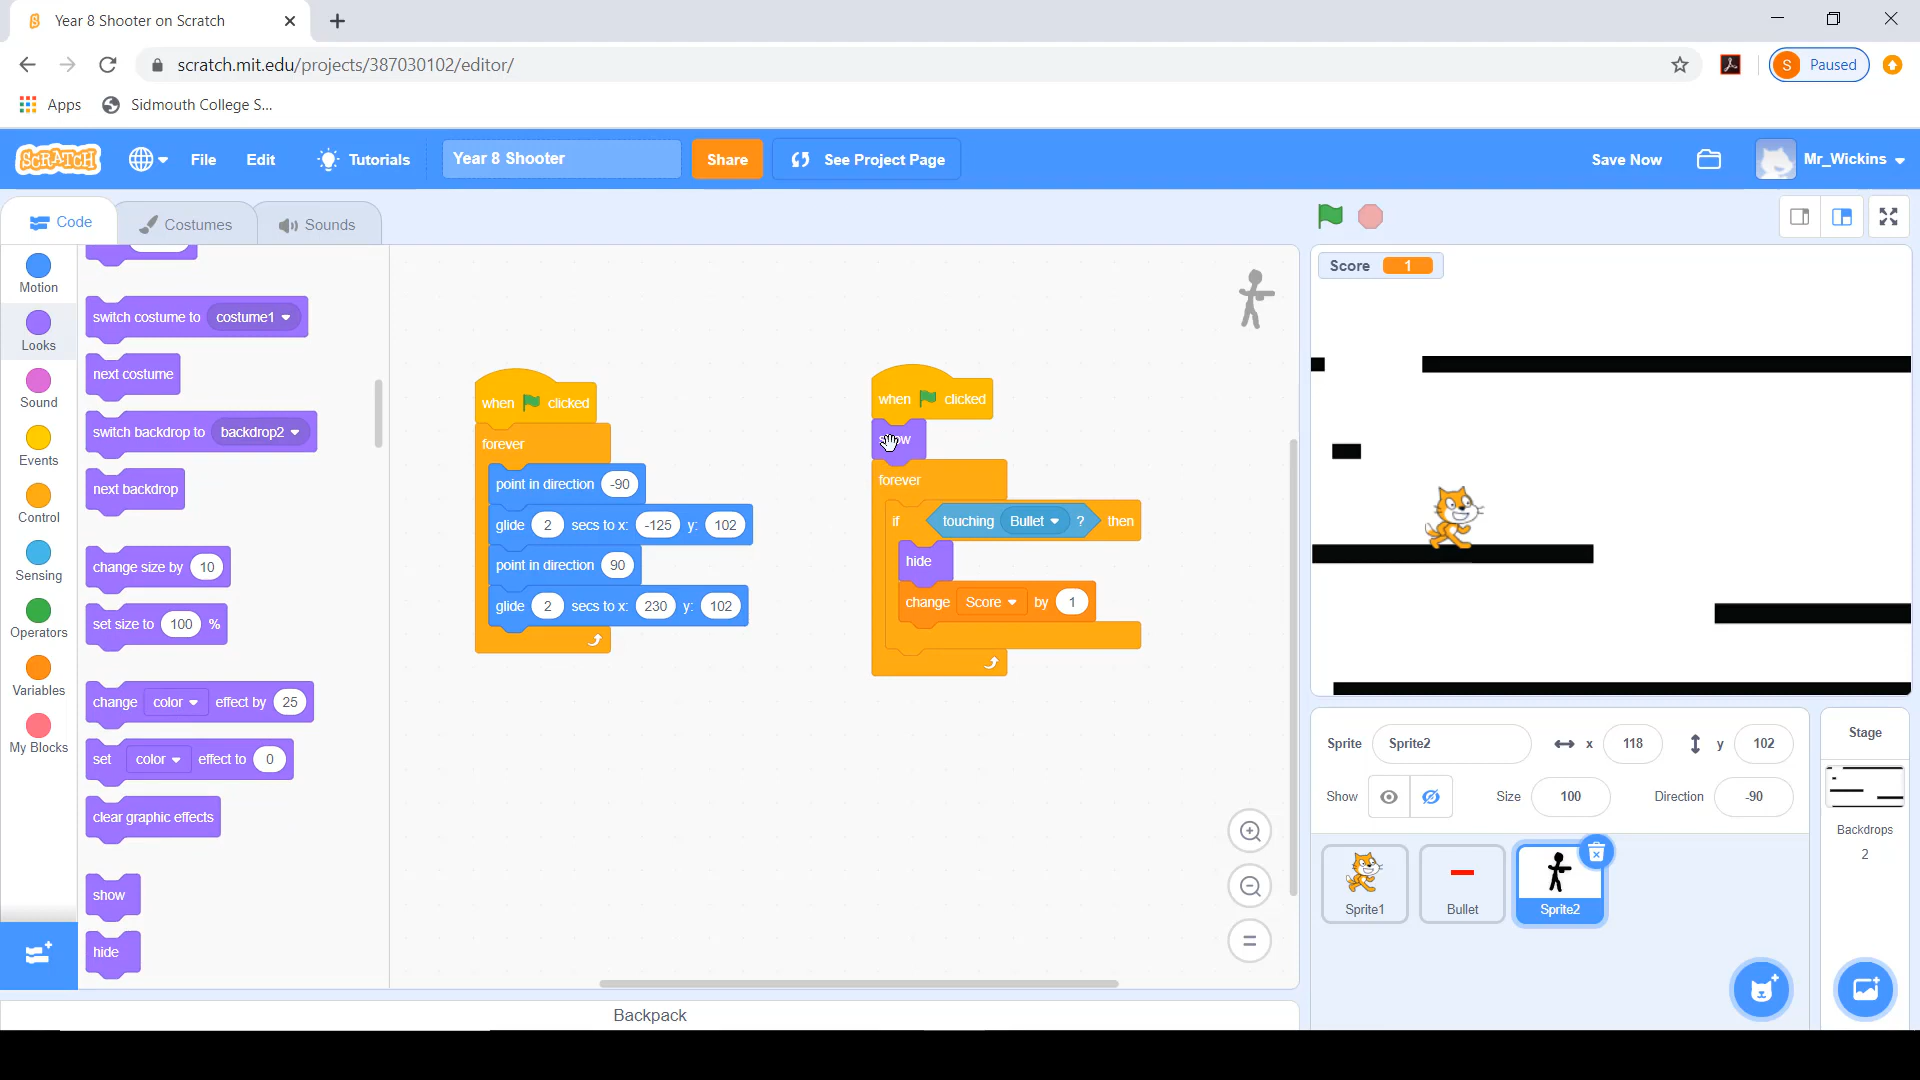 Year 8 Shooter on Scratch
scratch.mit.edu/projects/387030102/editor/
S Paused
Apps Sidmouth College S...
SCRATCH File Edit Tutorials Year 8 Shooter Share See Project Page Save Now Mr_Wickins
Code Costumes Sounds
Motion
Looks
Sound
Events
Control
Sensing
Operators
Variables
My Blocks
switch costume to costume1
next costume
switch backdrop to backdrop2
next backdrop
change size by 10
set size to 100 %
change color effect by 25
set color effect to 0
clear graphic effects
show
hide
when clicked
forever
point in direction -90
glide 2 secs to x: -125 y: 102
point in direction 90
glide 2 secs to x: 230 y: 102
when clicked
show
forever
if touching Bullet ? then
hide
change Score by 1
Backpack
Score 1
Sprite Sprite2 x 118 y 102
Show Size 100 Direction -90
Sprite1 Bullet Sprite2
Stage
Backdrops
2